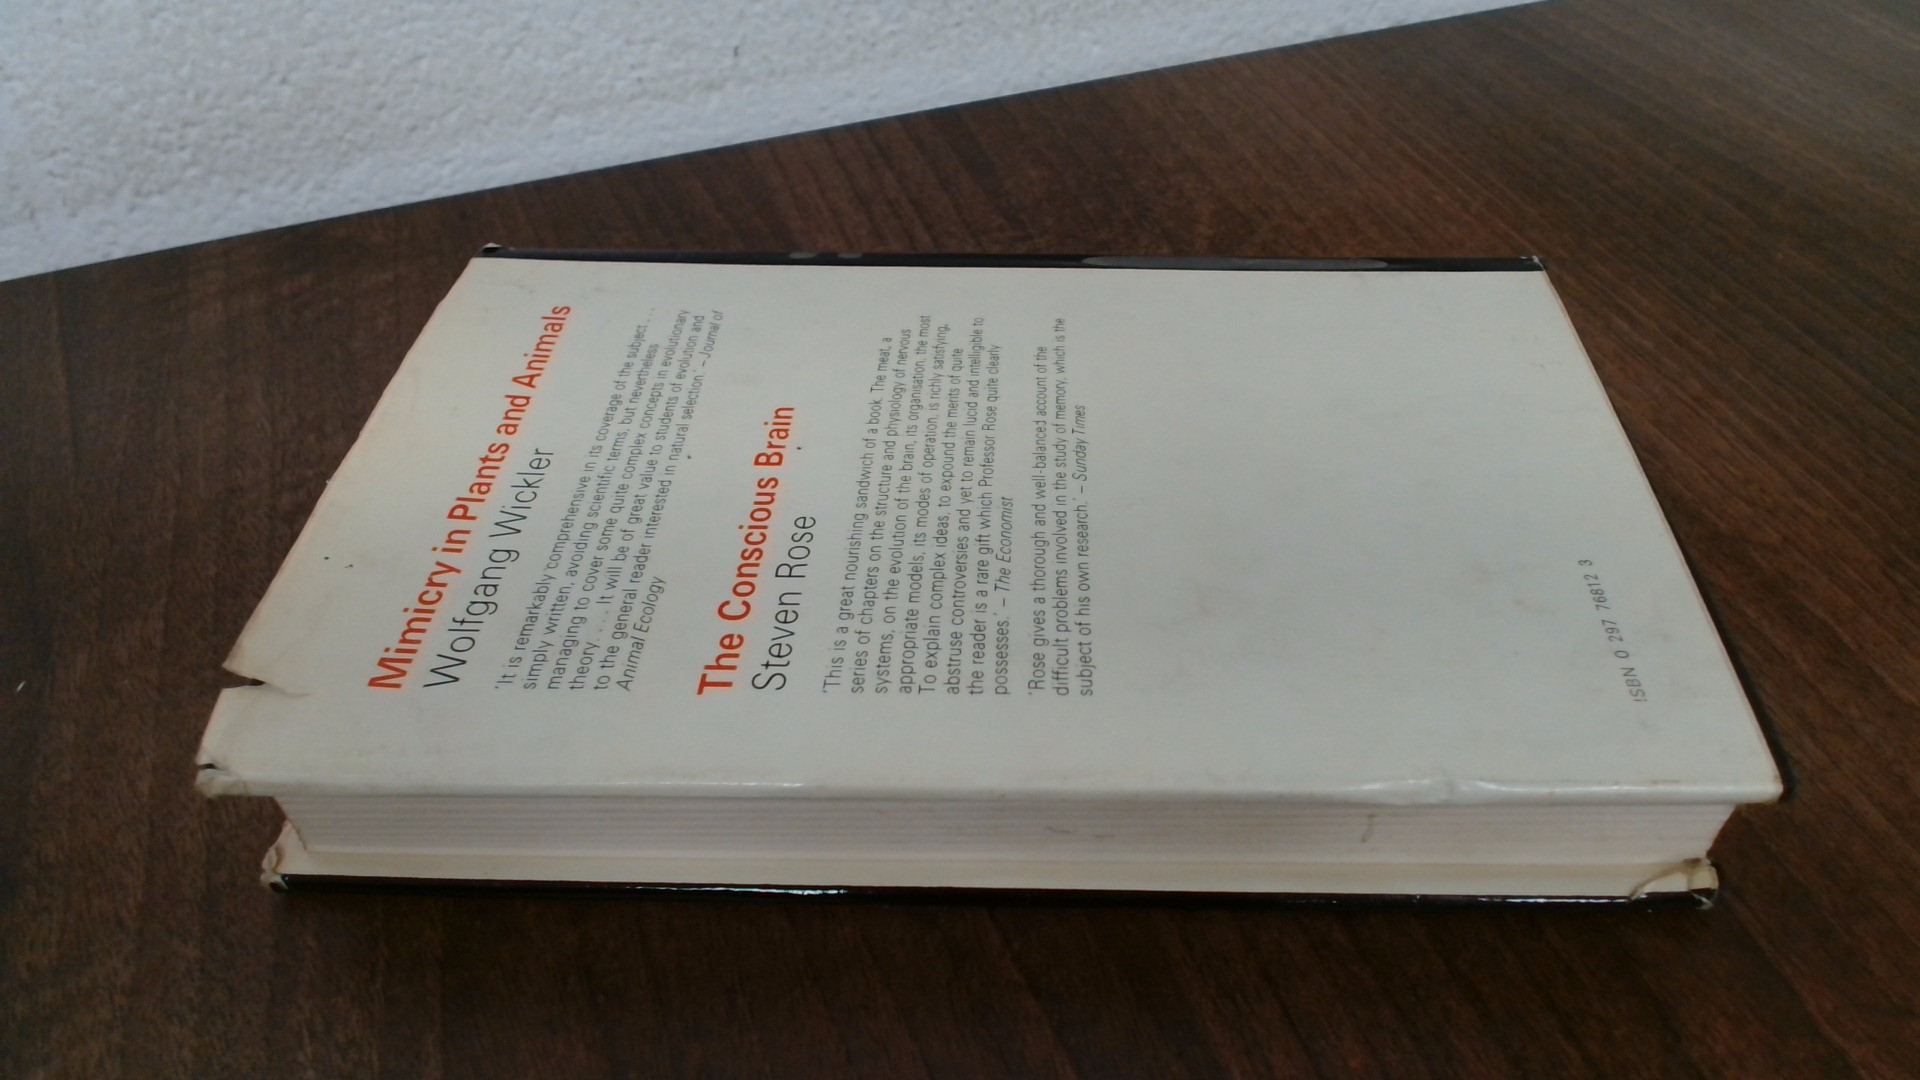 Mimicry in Plants and Animals
Wolfgang Wickler
'It is remarkably comprehensive in its coverage of the subject. . . .
simply written, avoiding scientific terms, but nevertheless
managing to cover some quite complex concepts in evolutionary
theory. . . . It will be of great value to students of evolution and
to the general reader interested in natural selection.' – Journal of
Animal Ecology
The Conscious Brain
Steven Rose
'This is a great nourishing sandwich of a book. The meat, a
series of chapters on the structure and physiology of nervous
systems, on the evolution of the brain, its organisation, the most
appropriate models, its modes of operation, is richly satisfying.
To explain complex ideas, to expound the merits of quite
abstruse controversies and yet to remain lucid and intelligible to
the reader is a rare gift which Professor Rose quite clearly
possesses.' – The Economist
'Rose gives a thorough and well-balanced account of the
difficult problems involved in the study of memory, which is the
subject of his own research.' – Sunday Times
ISBN 0 297 76812 3